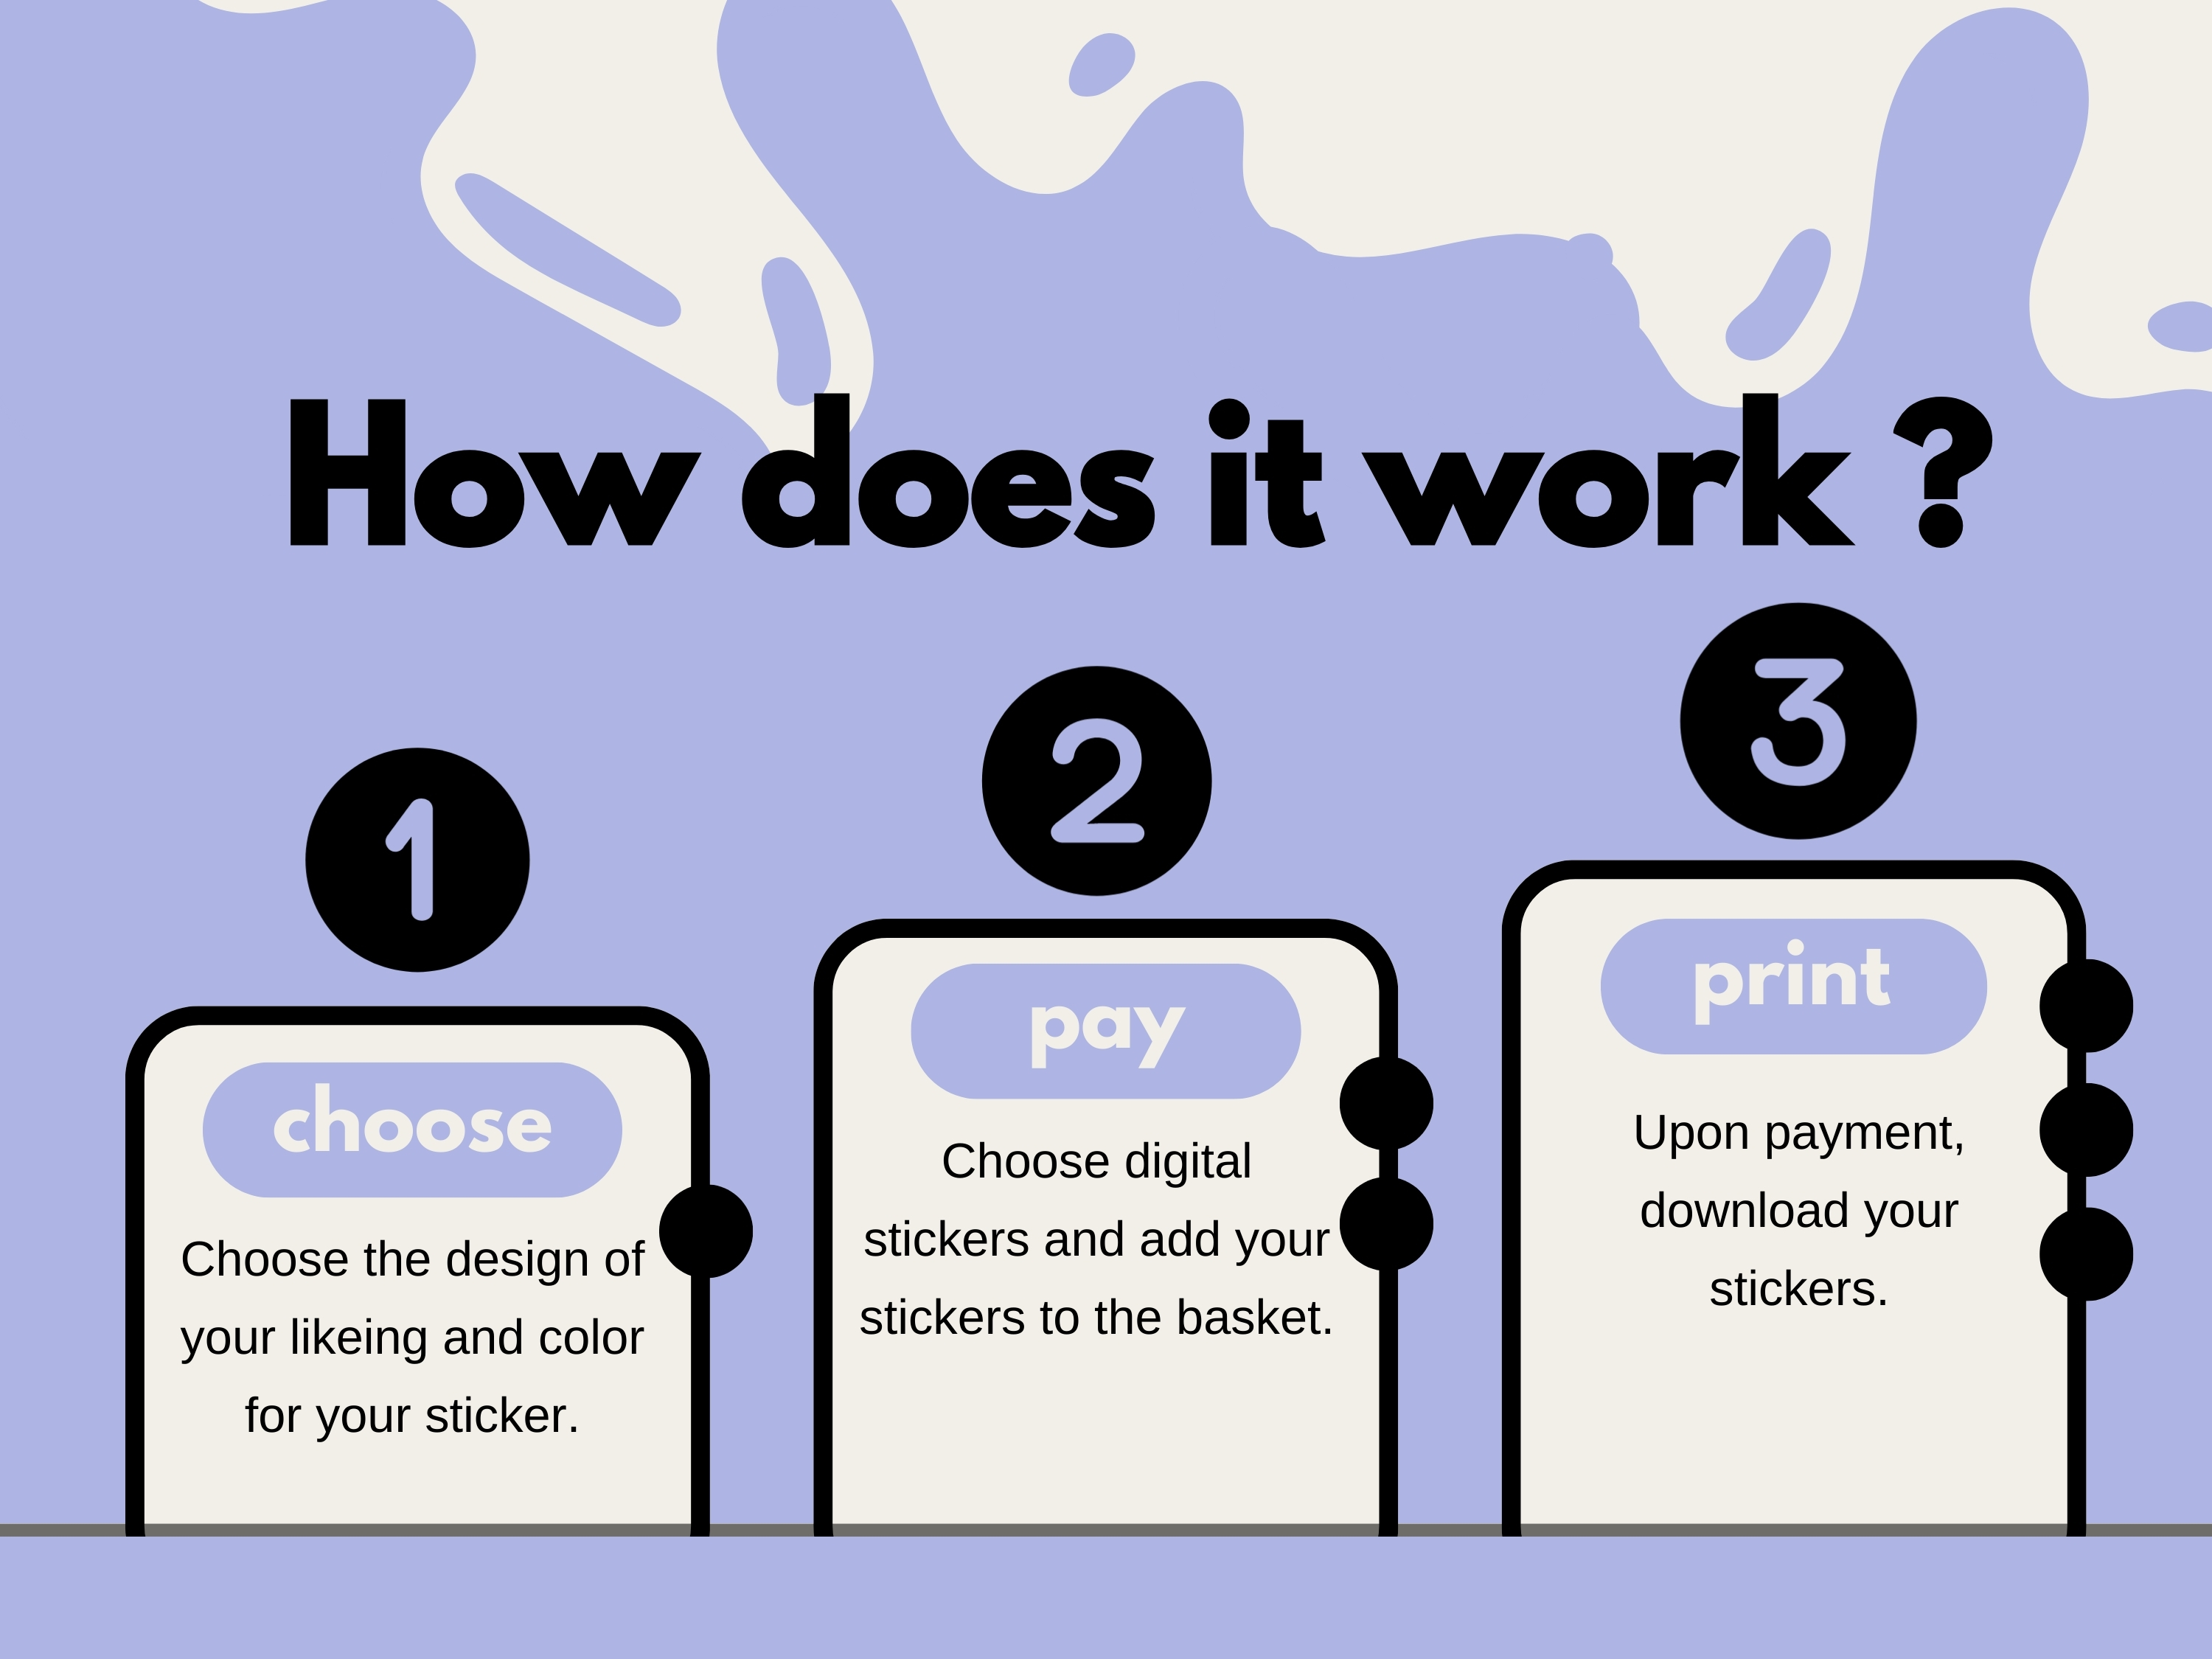 How does it work ?
1
choose
Choose the design of
your likeing and color
for your sticker.
2
pay
Choose digital
stickers and add your
stickers to the basket.
3
print
Upon payment,
download your
stickers.